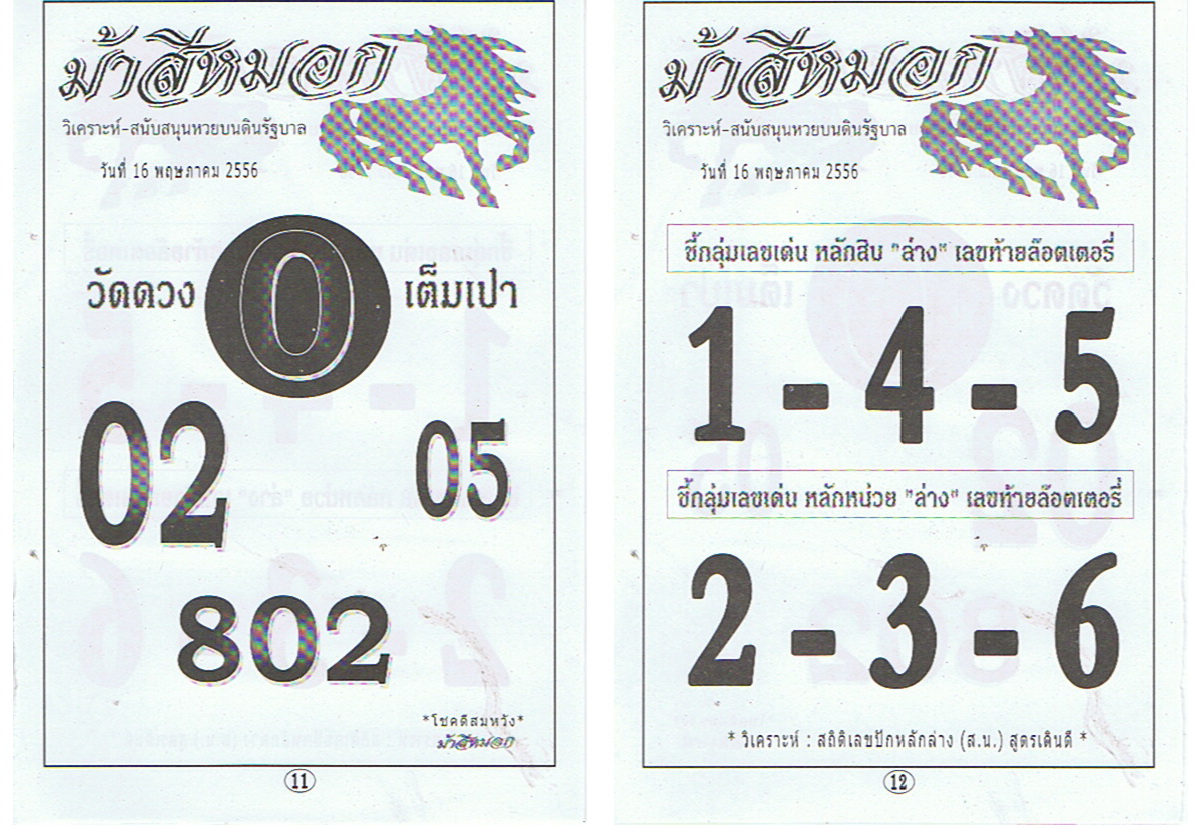 ม้าสีหมอก
วิเคราะห์-สนับสนุนหวยบนดินรัฐบาล
วันที่ 16 พฤษภาคม 2556
วัดดวง 0 เต็มเปา
02 05
802
*โชคดีสมหวัง*
ม้าสีหมอก
11
ม้าสีหมอก
วิเคราะห์-สนับสนุนหวยบนดินรัฐบาล
วันที่ 16 พฤษภาคม 2556
ชี้กลุ่มเลขเด่น หลักสิบ "ล่าง" เลขท้ายล๊อตเตอรี่
1 - 4 - 5
ชี้กลุ่มเลขเด่น หลักหน่วย "ล่าง" เลขท้ายล๊อตเตอรี่
2 - 3 - 6
* วิเคราะห์ : สถิติเลขปักหลักล่าง (ส.น.) สูตรเดินดี *
12